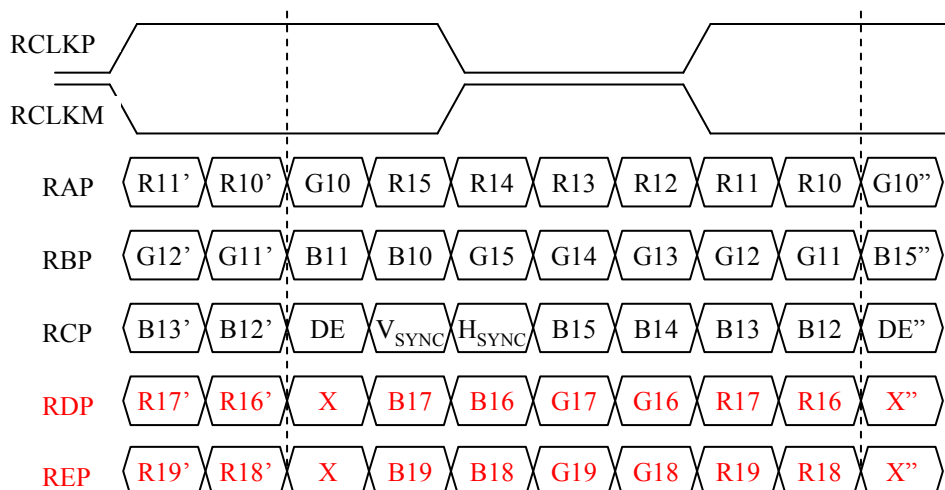 RCLKP
RCLKM
RAP R11’ R10’ G10 R15 R14 R13 R12 R11 R10 G10”
RBP G12’ G11’ B11 B10 G15 G14 G13 G12 G11 B15”
RCP B13’ B12’ DE VSYNC HSYNC B15 B14 B13 B12 DE”
RDP R17’ R16’ X B17 B16 G17 G16 R17 R16 X”
REP R19’ R18’ X B19 B18 G19 G18 R19 R18 X”